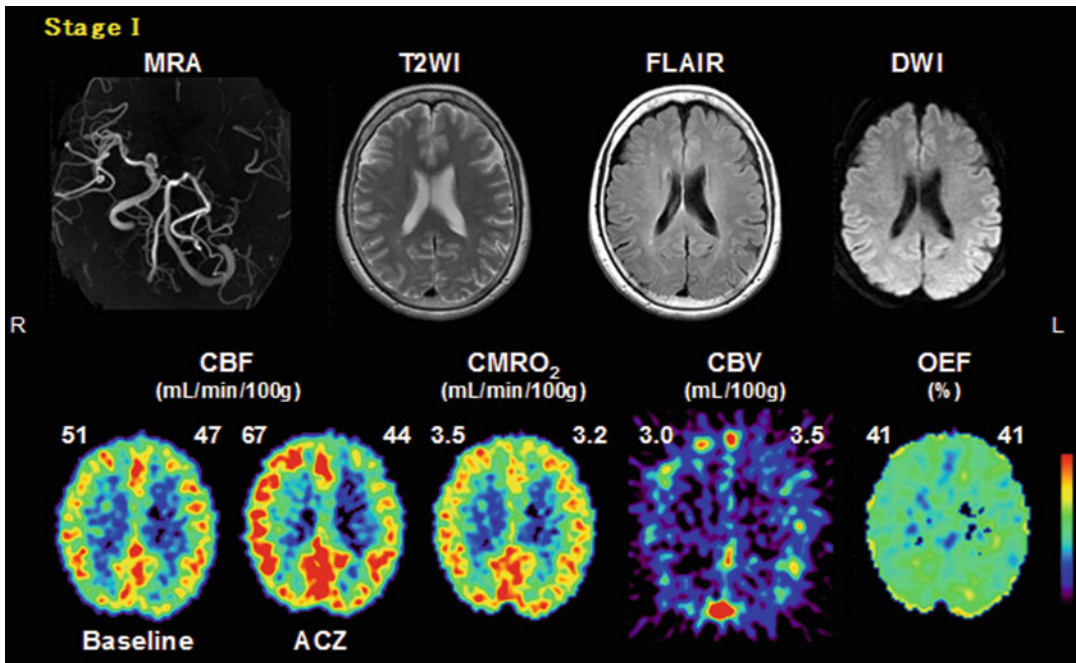 Stage I
MRA
T2WI
FLAIR
DWI
R
L
CBF
(mL/min/100g)
CMRO₂
(mL/min/100g)
CBV
(mL/100g)
OEF
(%)
51 47 67 44 3.5 3.2 3.0 3.5 41 41
Baseline
ACZ